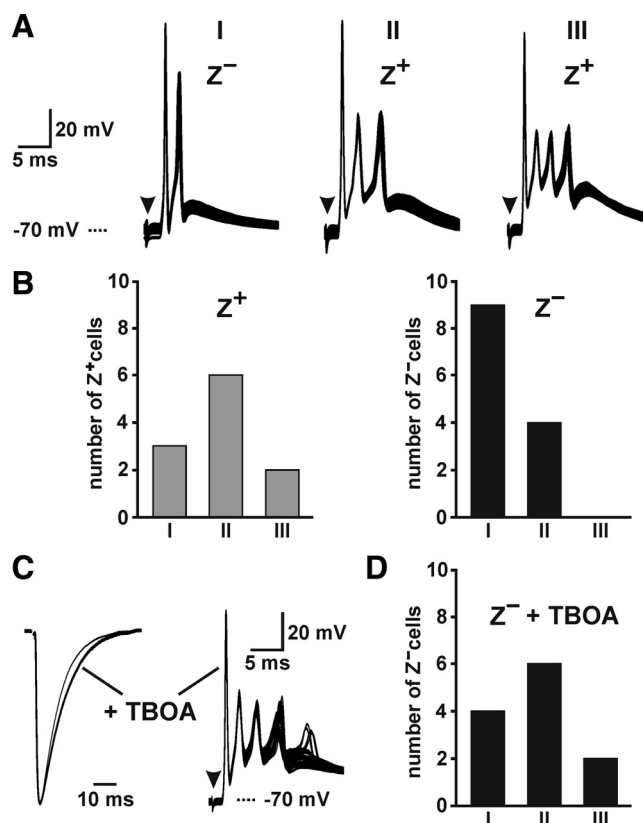 A
I
II
III
Z⁻
Z⁺
Z⁺
20 mV
5 ms
-70 mV
B
10
8
6
4
2
0
number of Z⁺cells
Z⁺
I
II
III
10
8
6
4
2
0
number of Z⁻cells
Z⁻
I
II
III
C
+ TBOA
10 ms
20 mV
5 ms
-70 mV
D
10
8
6
4
2
0
number of Z⁻cells
Z⁻ + TBOA
I
II
III